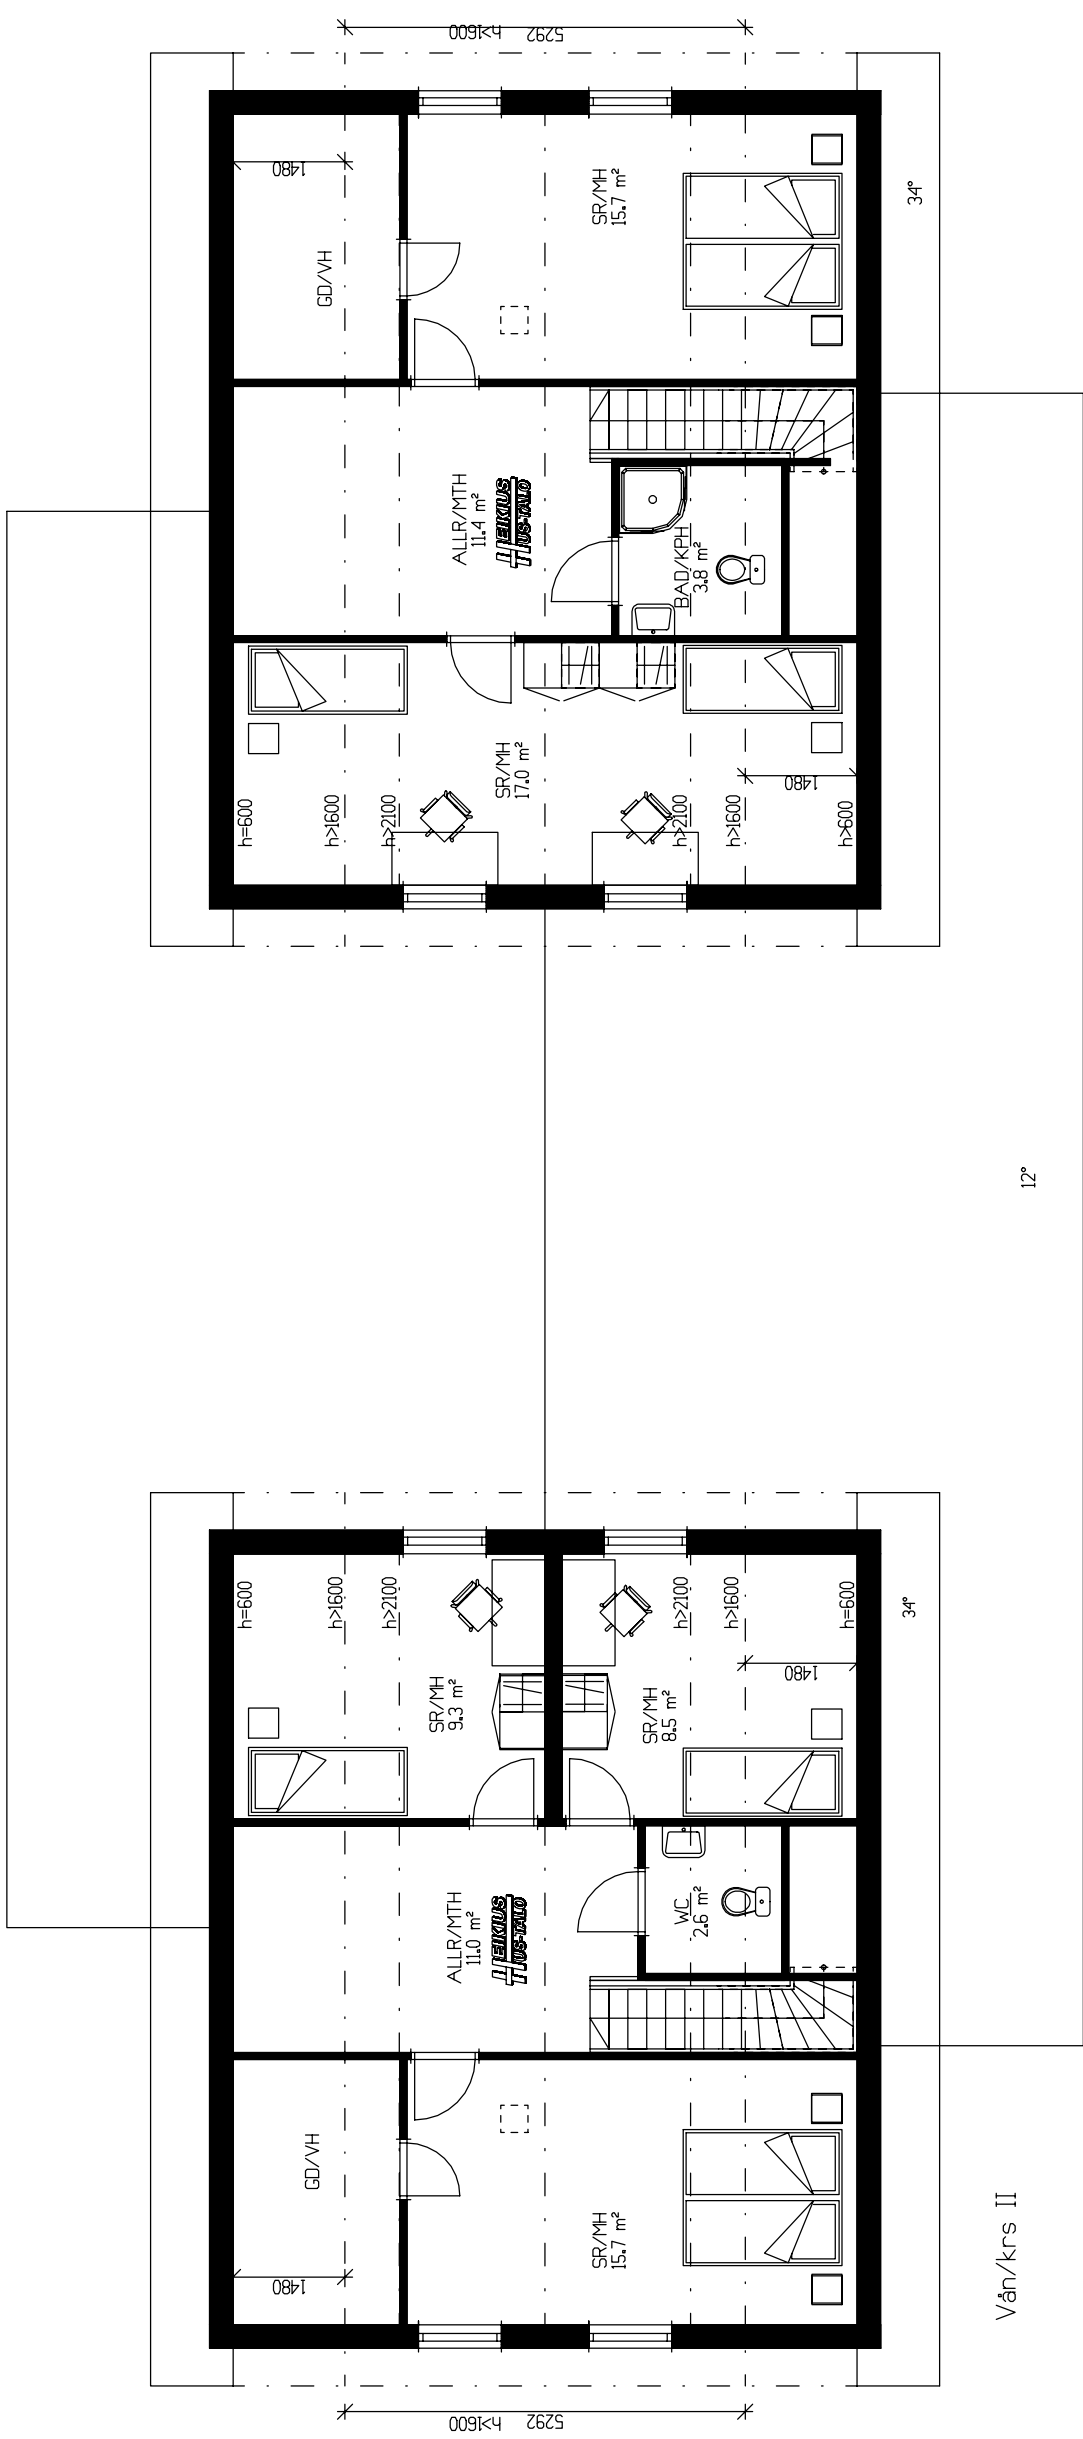 h>1600 5292
1480
GD/VH
SR/MH
15.7 m²
34°
ALLR/MTH
11.4 m²
HEIKIUS
HUS-TALO
BAD/KPH
3.8 m²
SR/MH
17.0 m²
h=600
h>1600
h>2100
h>2100
h>1600
h>600
1480
12°
h=600
h>1600
h>2100
h>2100
h>1600
h=600
34°
1480
SR/MH
9.3 m²
SR/MH
8.5 m²
ALLR/MTH
11.0 m²
HEIKIUS
HUS-TALO
WC
2.6 m²
GD/VH
SR/MH
15.7 m²
1480
h>1600 5292
Vån/krs II